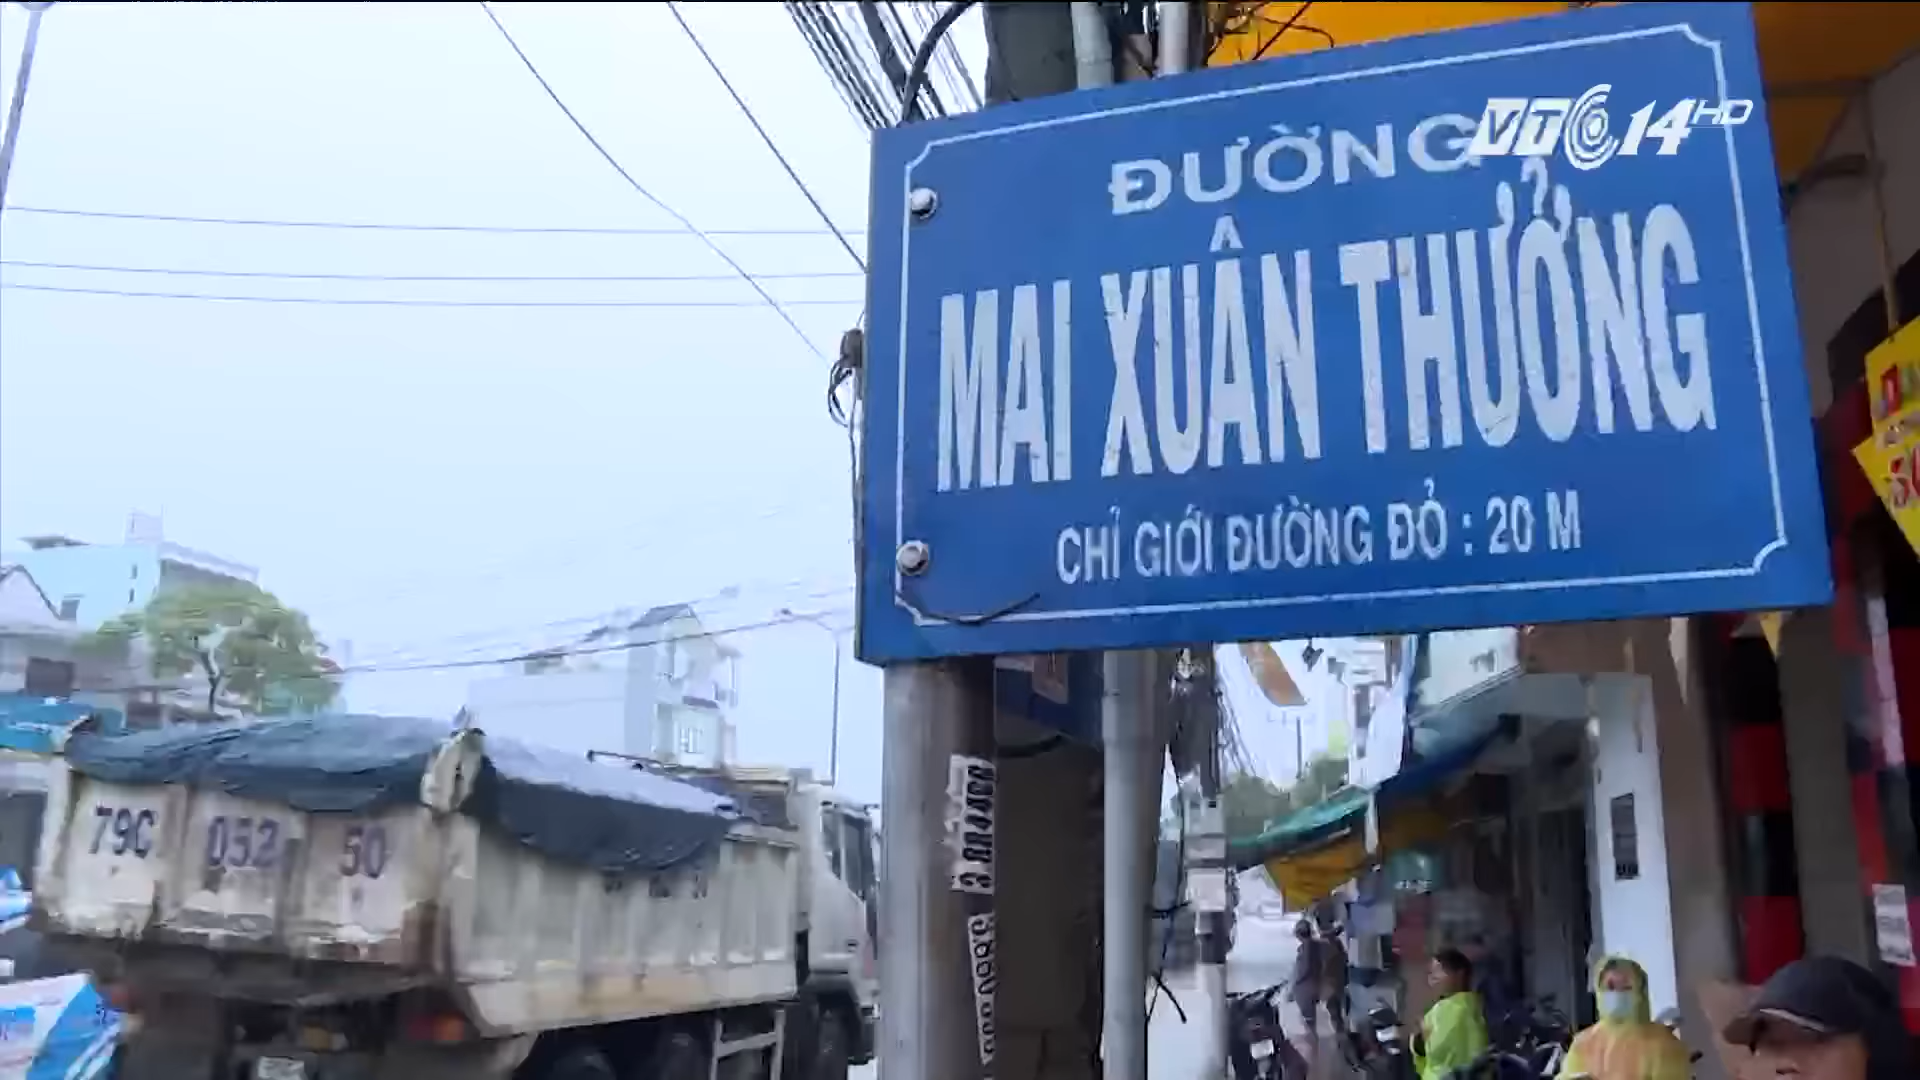 VTC14 HD
ĐƯỜNG
MAI XUÂN THƯỞNG
CHỈ GIỚI ĐƯỜNG ĐỎ : 20 M
79C 052 50